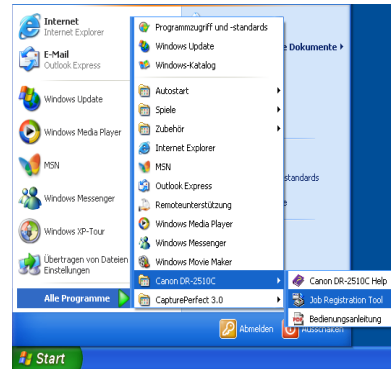 Internet
Internet Explorer
E-Mail
Outlook Express
Windows Update
Windows Media Player
MSN
Windows Messenger
Windows XP-Tour
Übertragen von Dateien
Einstellungen
Alle Programme
Programmzugriff und -standards
Windows Update
Windows-Katalog
Autostart
Spiele
Zubehör
Internet Explorer
MSN
Outlook Express
Remoteunterstützung
Windows Media Player
Windows Messenger
Windows Movie Maker
Canon DR-2510C
CapturePerfect 3.0
Dokumente
standards
Canon DR-2510C Help
Job Registration Tool
Bedienungsanleitung
Abmelden
Ausschalten
Start